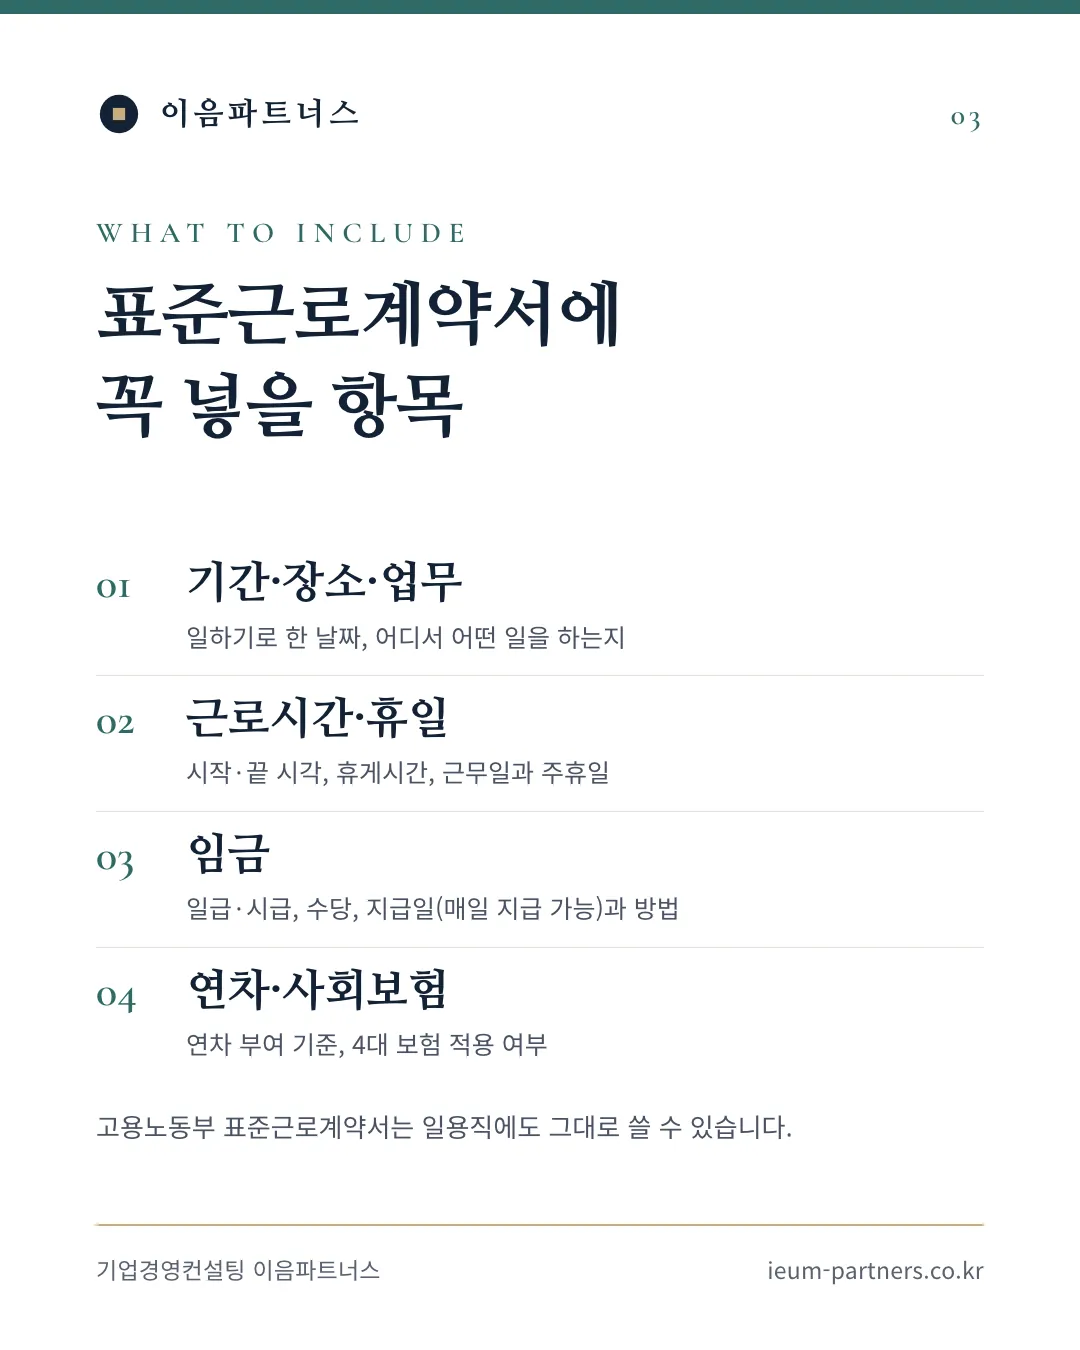 이음파트너스
03
WHAT TO INCLUDE
표준근로계약서에
꼭 넣을 항목
01 기간·장소·업무
일하기로 한 날짜, 어디서 어떤 일을 하는지
02 근로시간·휴일
시작·끝 시각, 휴게시간, 근무일과 주휴일
03 임금
일급·시급, 수당, 지급일(매일 지급 가능)과 방법
04 연차·사회보험
연차 부여 기준, 4대 보험 적용 여부
고용노동부 표준근로계약서는 일용직에도 그대로 쓸 수 있습니다.
기업경영컨설팅 이음파트너스
ieum-partners.co.kr